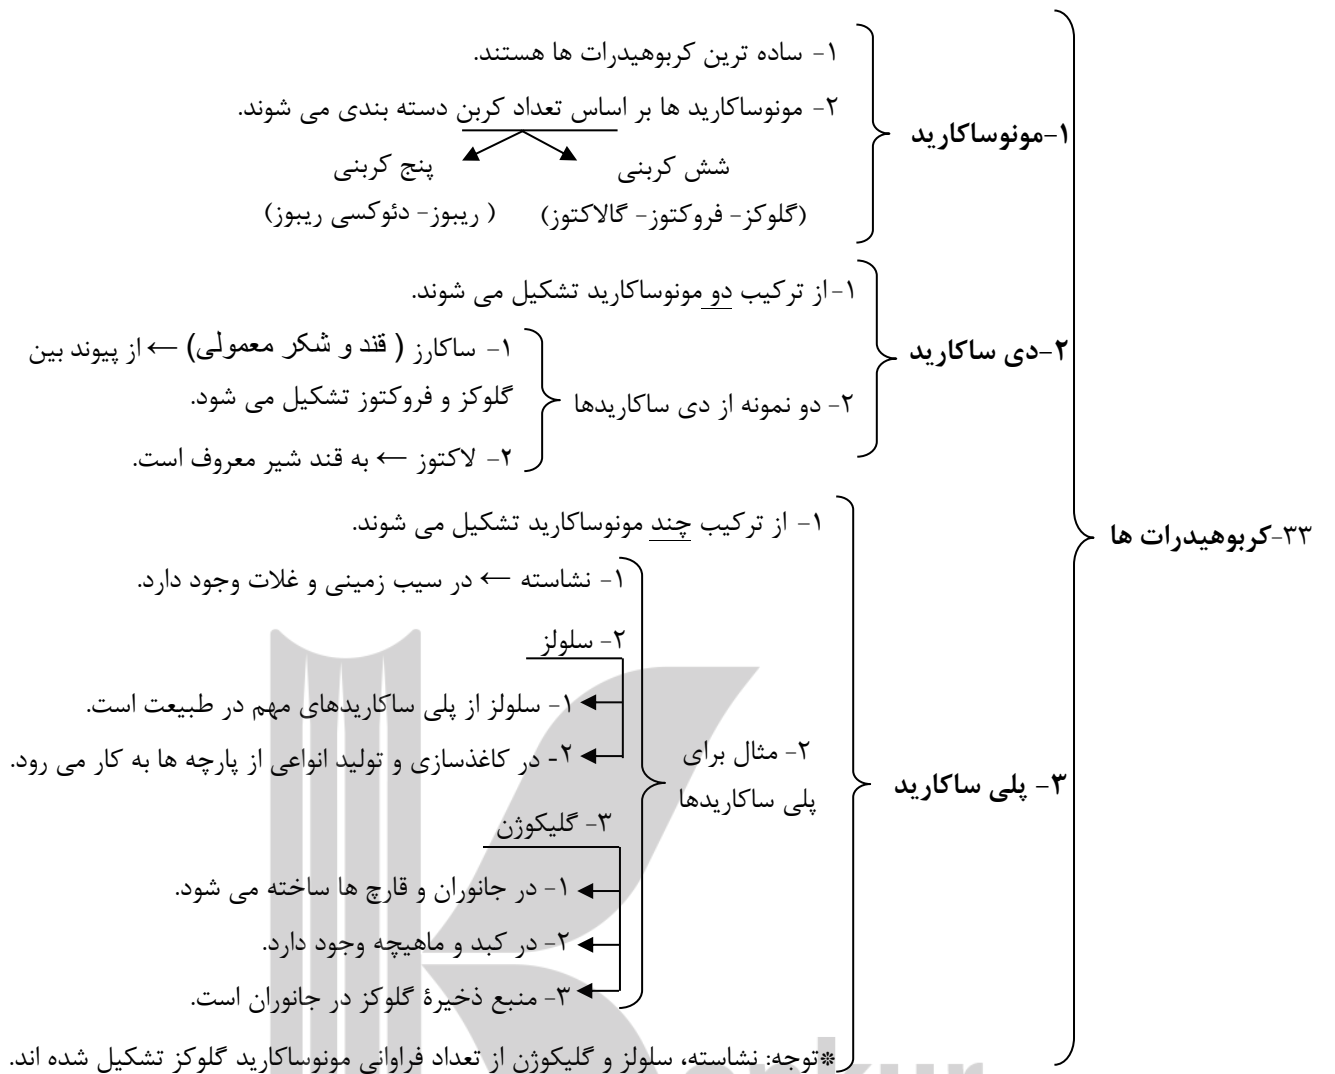 ۳۳-کربوهیدرات ها
۱-مونوساکارید
۱- ساده ترین کربوهیدرات ها هستند.
۲- مونوساکارید ها بر اساس تعداد کربن دسته بندی می شوند.
شش کربنی
(گلوکز- فروکتوز- گالاکتوز)
پنج کربنی
( ریبوز- دئوکسی ریبوز)
۲-دی ساکارید
۱-از ترکیب دو مونوساکارید تشکیل می شوند.
۲- دو نمونه از دی ساکاریدها
۱- ساکارز ( قند و شکر معمولی) ← از پیوند بین
گلوکز و فروکتوز تشکیل می شود.
۲- لاکتوز ← به قند شیر معروف است.
۳- پلی ساکارید
۱- از ترکیب چند مونوساکارید تشکیل می شوند.
۲- مثال برای
پلی ساکاریدها
۱- نشاسته ← در سیب زمینی و غلات وجود دارد.
۲- سلولز
۱- سلولز از پلی ساکاریدهای مهم در طبیعت است.
۲- در کاغذسازی و تولید انواعی از پارچه ها به کار می رود.
۳- گلیکوژن
۱- در جانوران و قارچ ها ساخته می شود.
۲- در کبد و ماهیچه وجود دارد.
۳- منبع ذخیرۀ گلوکز در جانوران است.
*توجه: نشاسته، سلولز و گلیکوژن از تعداد فراوانی مونوساکارید گلوکز تشکیل شده اند.